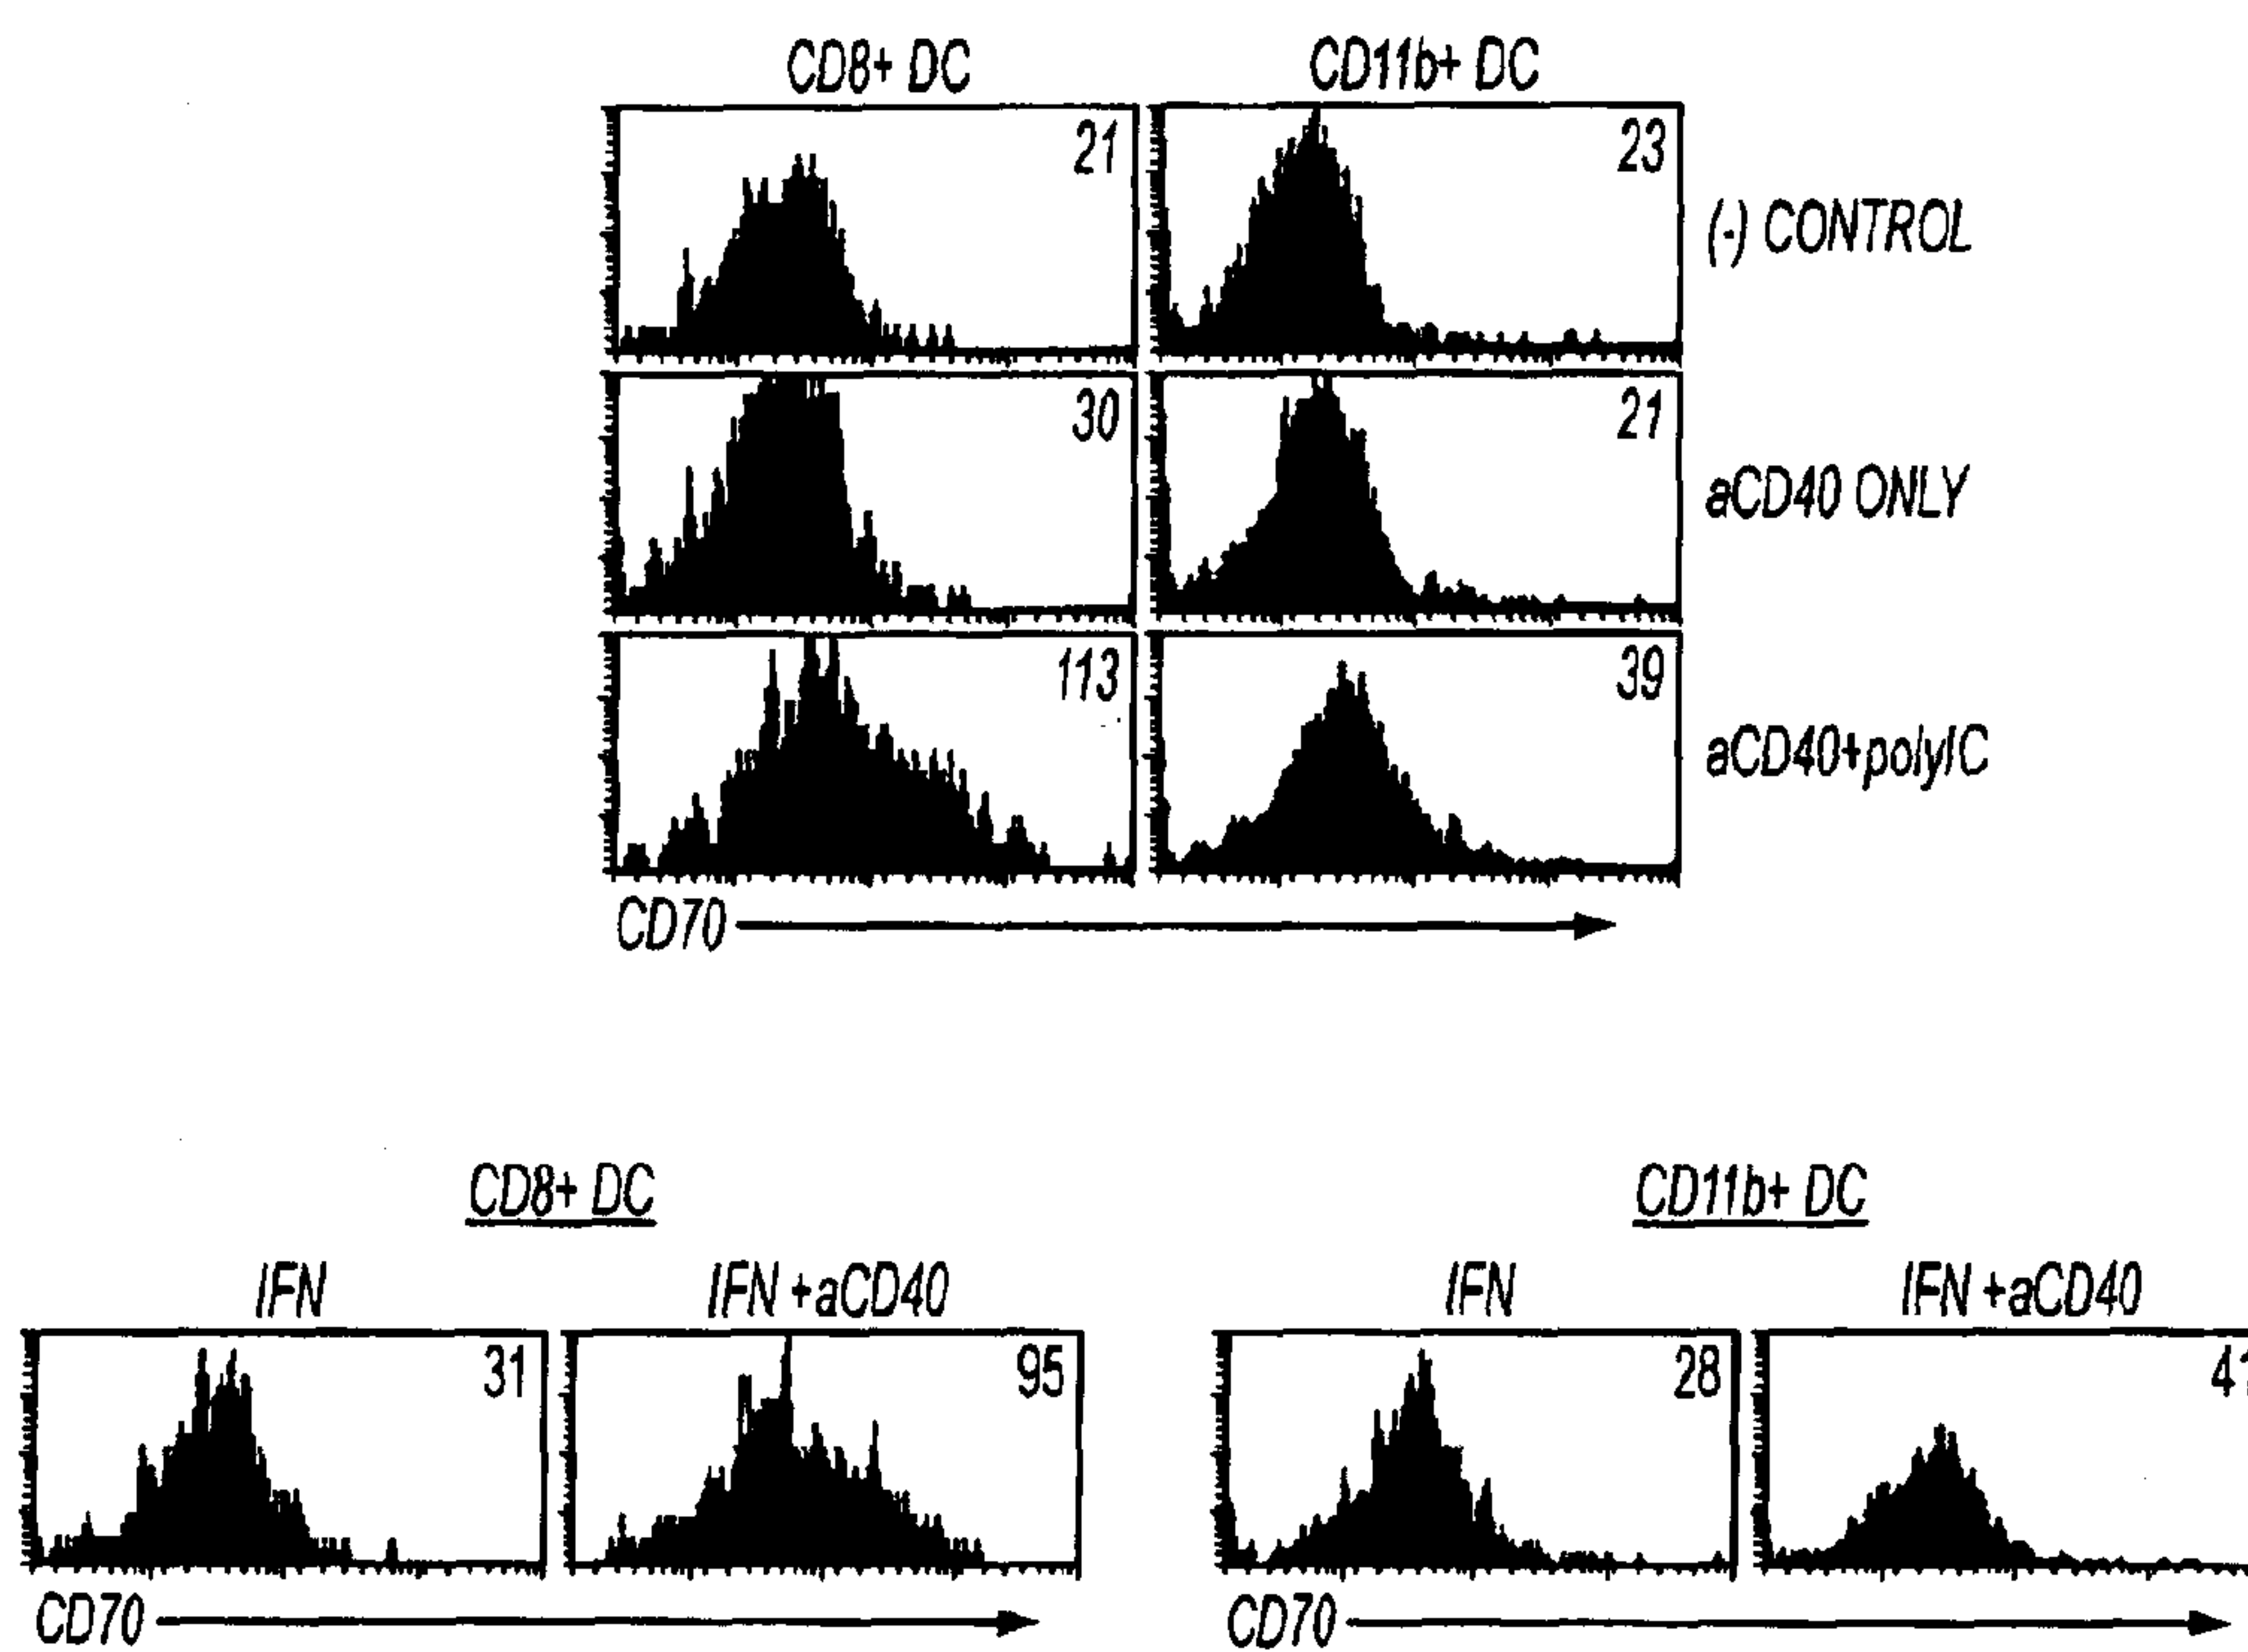 CD8+ DC CD11b+ DC
21 23 (-) CONTROL
30 21 aCD40 ONLY
113 39 aCD40+polyIC
CD70
CD8+ DC CD11b+ DC
IFN IFN +aCD40 IFN IFN +aCD40
31 95 28
CD70 CD70